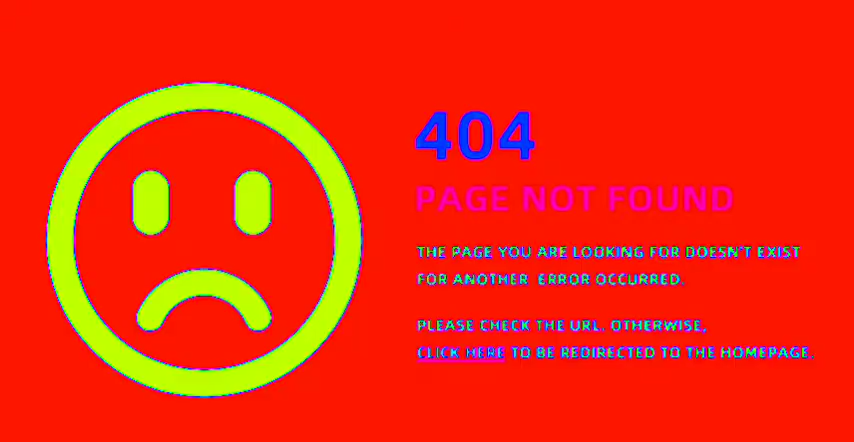 404
PAGE NOT FOUND
THE PAGE YOU ARE LOOKING FOR DOESN'T EXIST
FOR ANOTHER ERROR OCCURRED.
PLEASE CHECK THE URL. OTHERWISE,
CLICK HERE TO BE REDIRECTED TO THE HOMEPAGE.